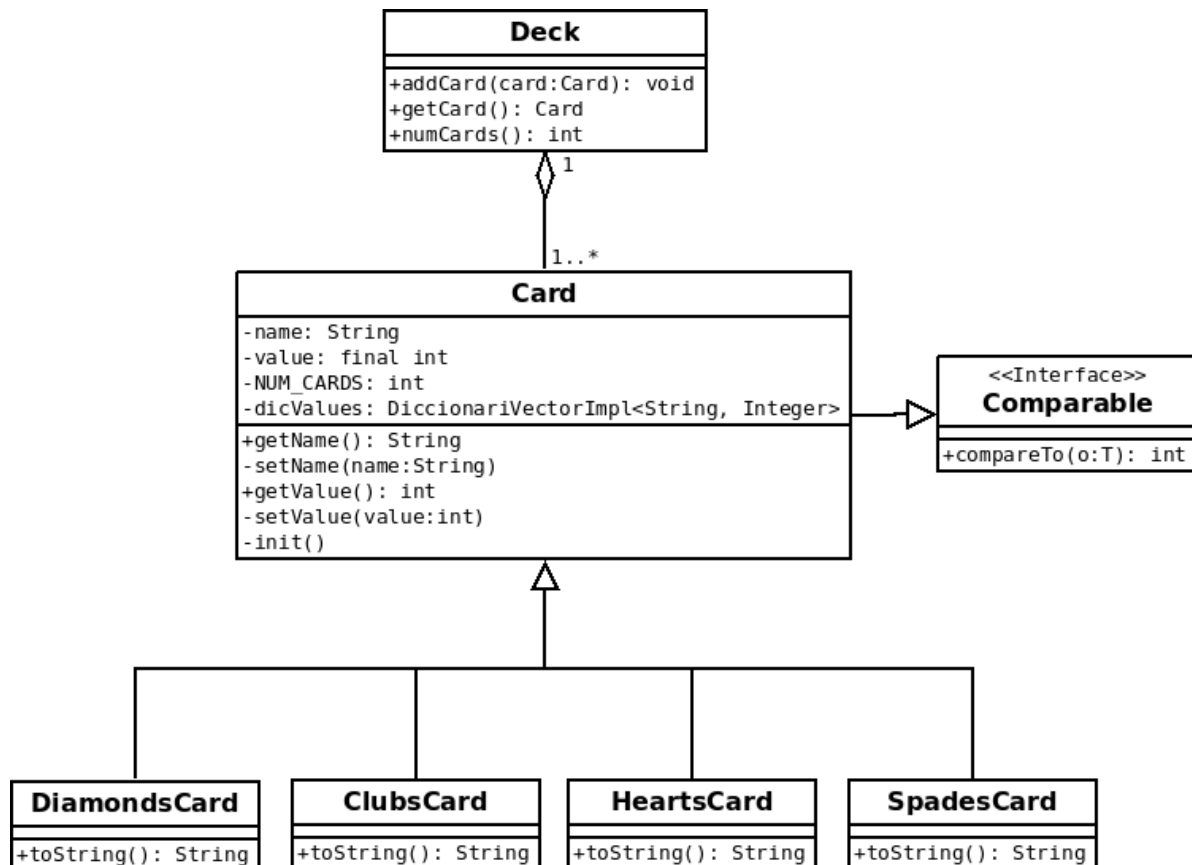 Deck
+addCard(card:Card): void
+getCard(): Card
+numCards(): int
1
1..*
Card
-name: String
-value: final int
-NUM_CARDS: int
-dicValues: DiccionariVectorImpl<String, Integer>
+getName(): String
-setName(name:String)
+getValue(): int
-setValue(value:int)
-init()
<<Interface>>
Comparable
+compareTo(o:T): int
DiamondsCard
+toString(): String
ClubsCard
+toString(): String
HeartsCard
+toString(): String
SpadesCard
+toString(): String